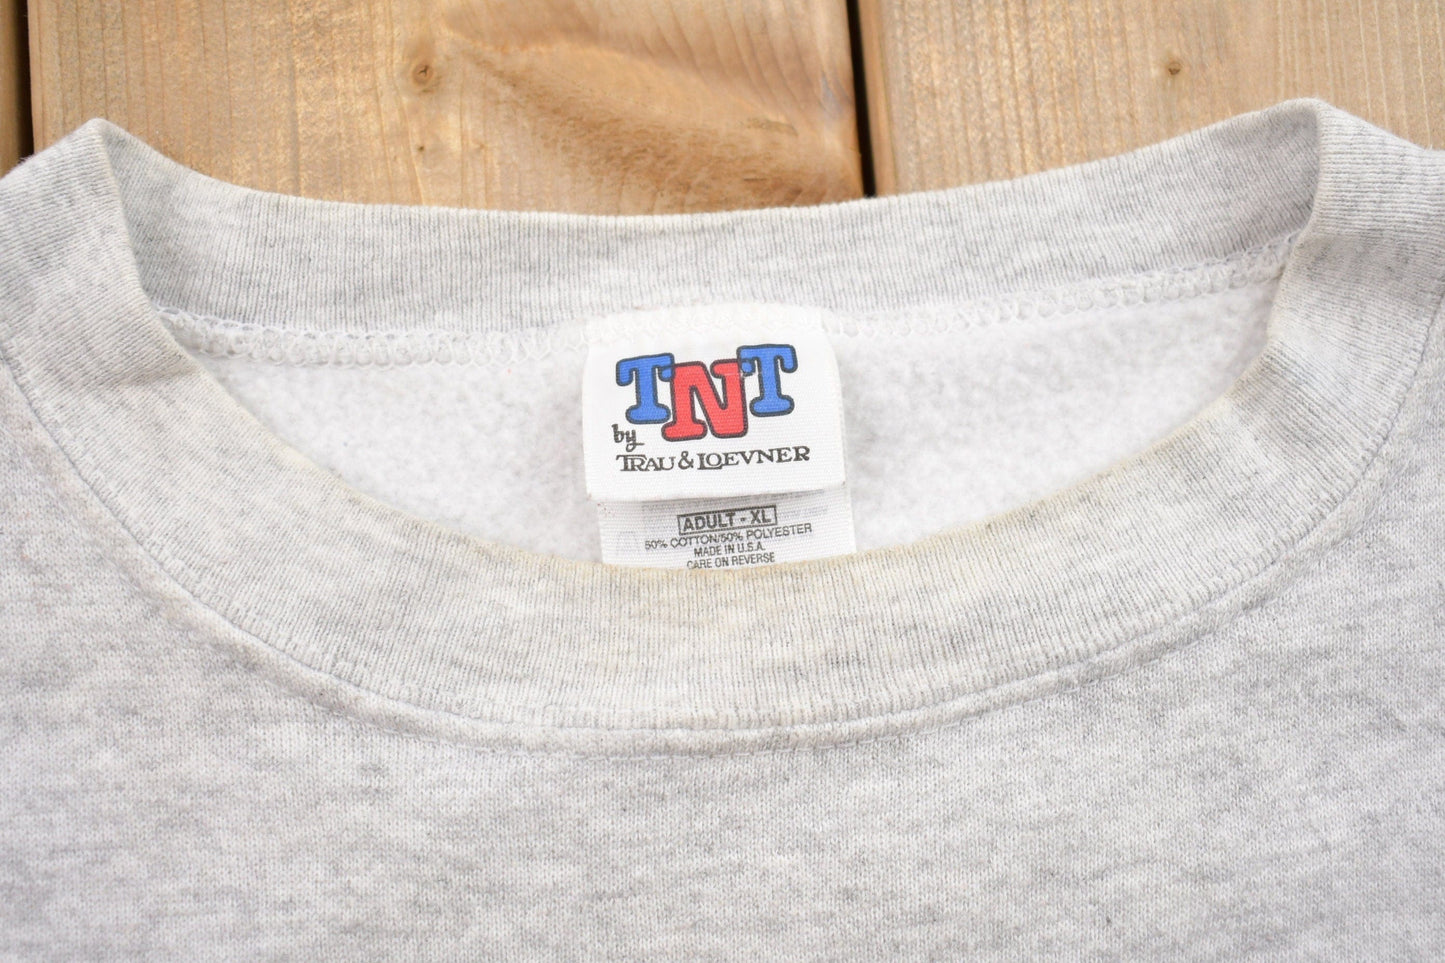 TNT
by
TRAU & LOEVNER
ADULT - XL
50% COTTON/50% POLYESTER
MADE IN U.S.A.
CARE ON REVERSE